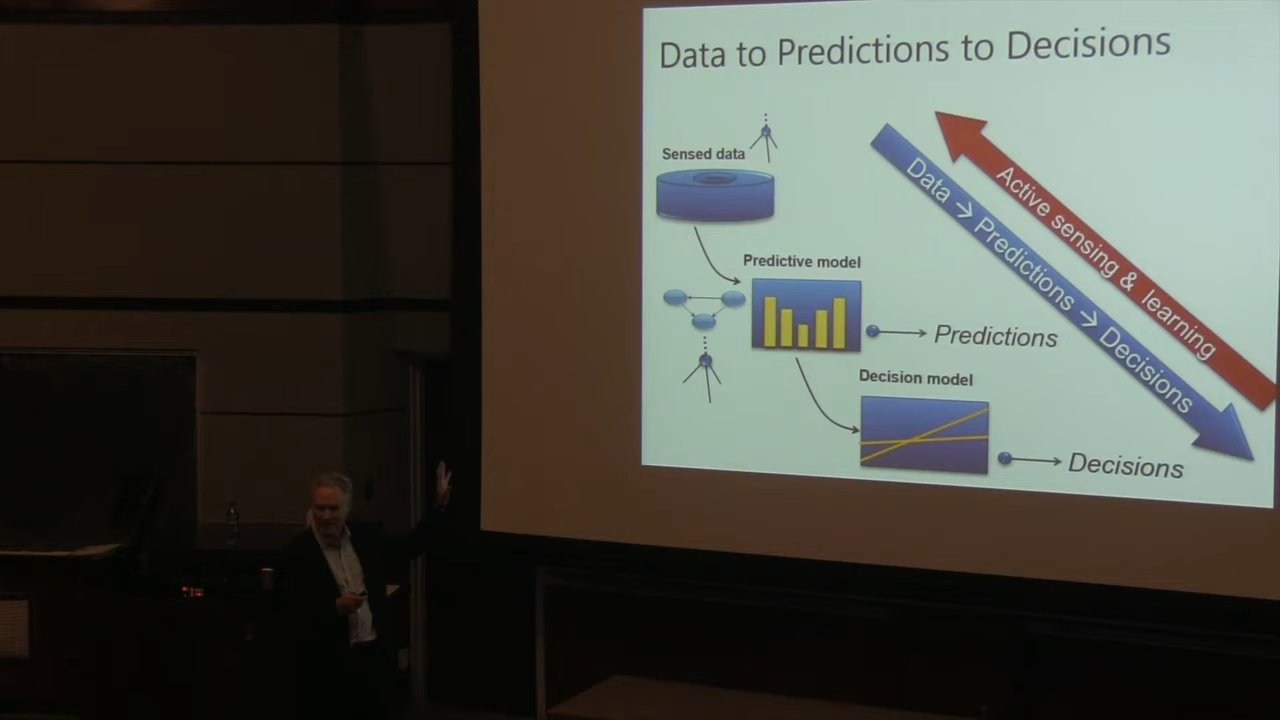 Data to Predictions to Decisions
Sensed data
Predictive model
Predictions
Decision model
Decisions
Active sensing & learning
Data → Predictions → Decisions